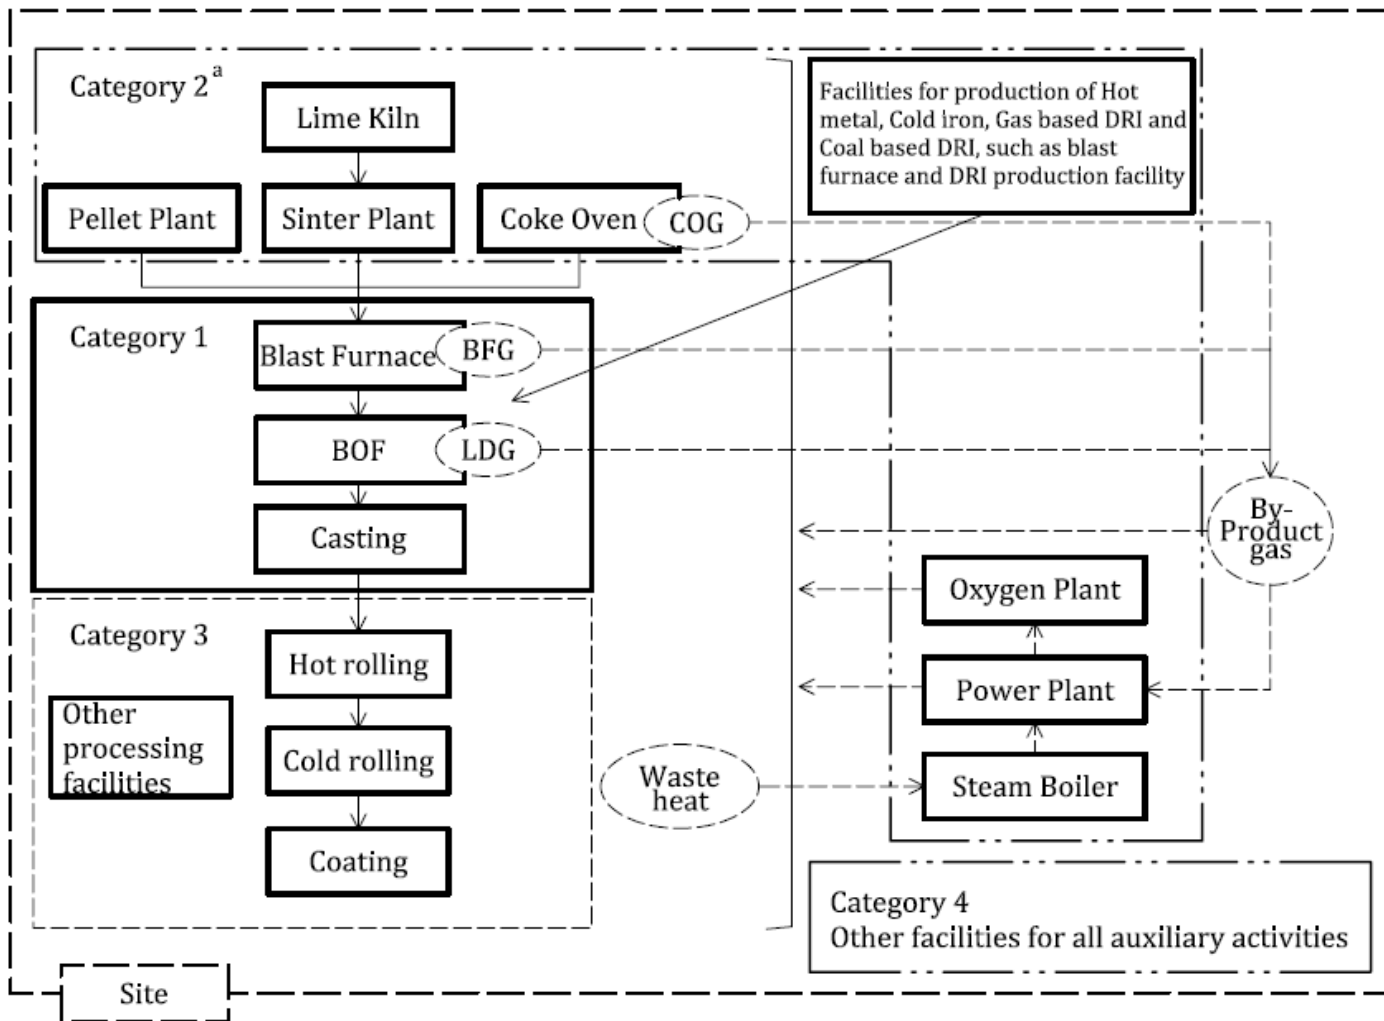 Category 2a
Lime Kiln
Facilities for production of Hot
metal, Cold iron, Gas based DRI and
Coal based DRI, such as blast
furnace and DRI production facility
Pellet Plant
Sinter Plant
Coke Oven
COG
Category 1
Blast Furnace
BFG
BOF
LDG
Casting
By-
Product
gas
Oxygen Plant
Category 3
Hot rolling
Power Plant
Other
processing
facilities
Cold rolling
Waste
heat
Steam Boiler
Coating
Category 4
Other facilities for all auxiliary activities
Site